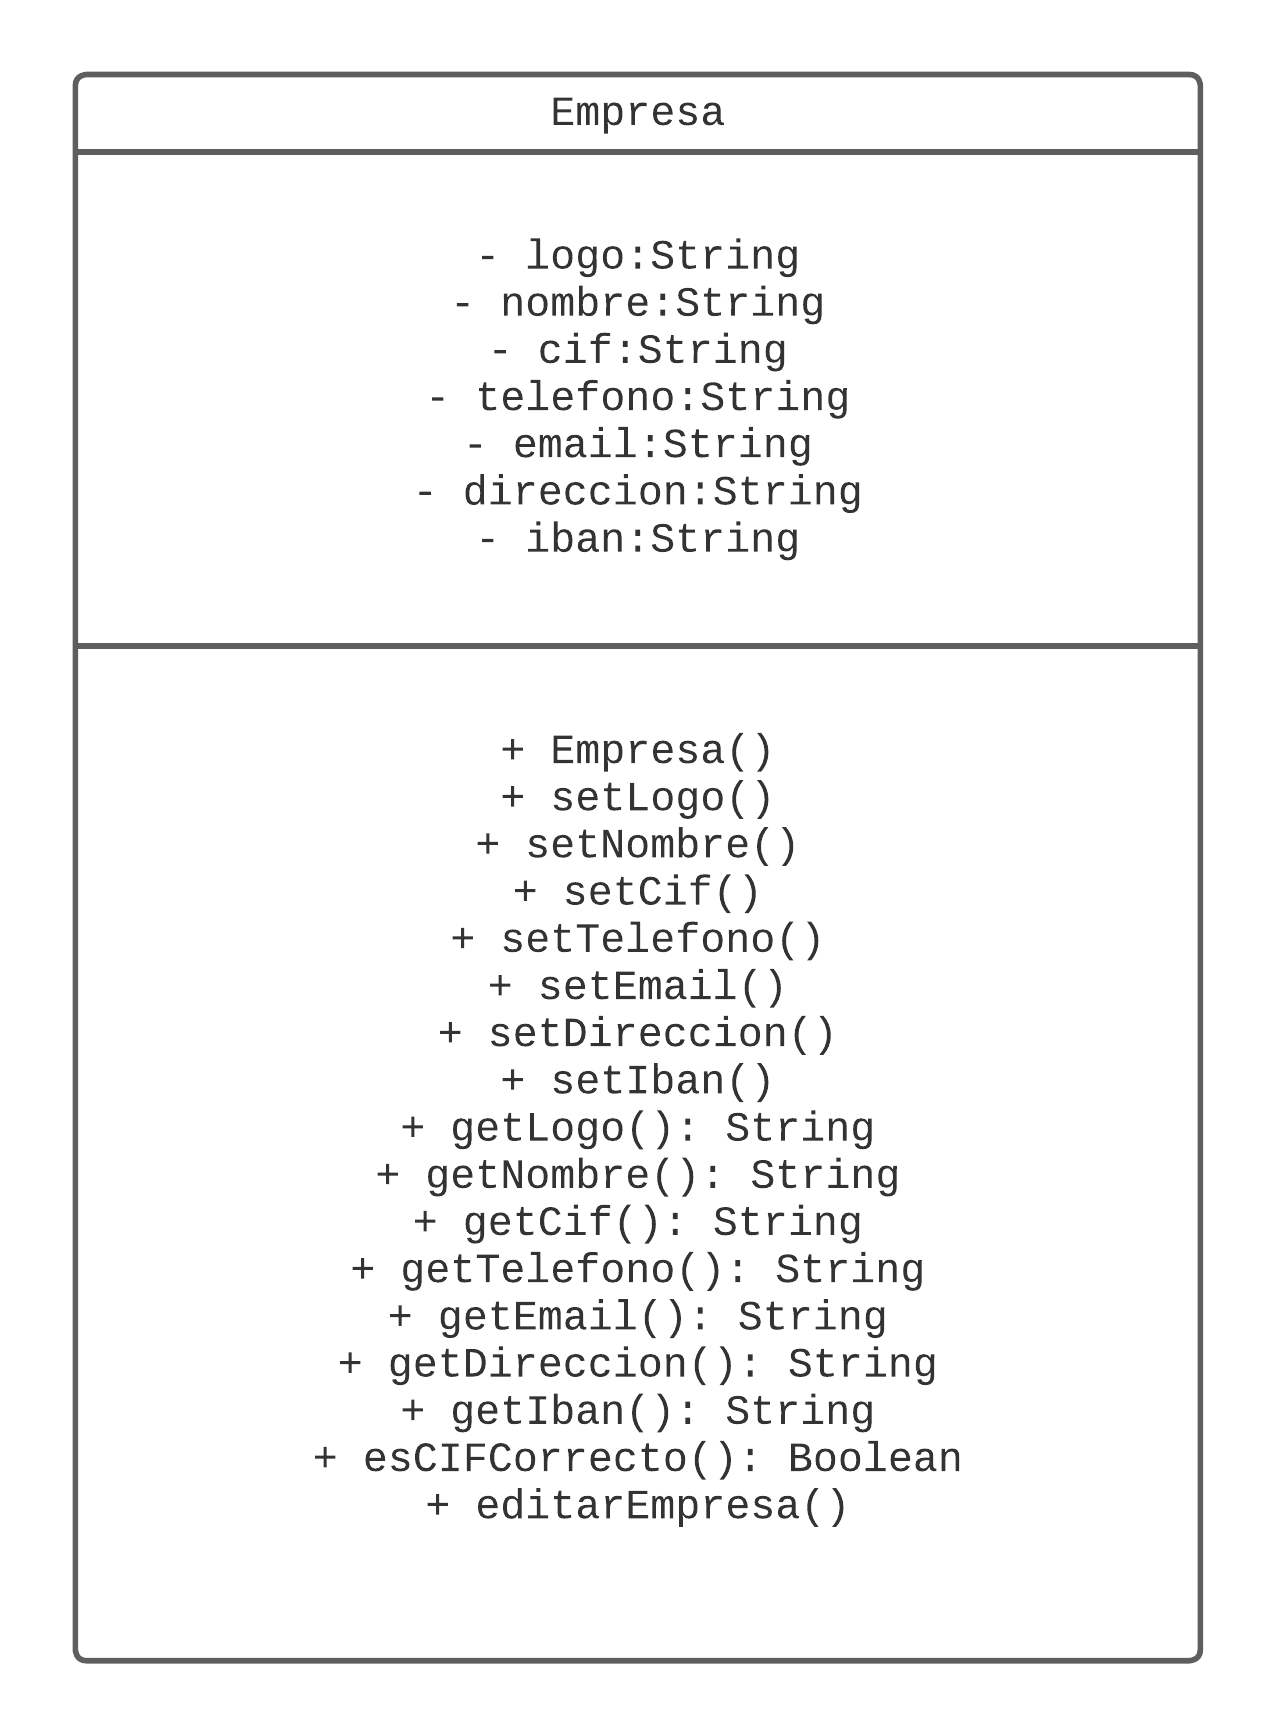 Empresa
- logo:String
- nombre:String
- cif:String
- telefono:String
- email:String
- direccion:String
- iban:String
+ Empresa()
+ setLogo()
+ setNombre()
+ setCif()
+ setTelefono()
+ setEmail()
+ setDireccion()
+ setIban()
+ getLogo(): String
+ getNombre(): String
+ getCif(): String
+ getTelefono(): String
+ getEmail(): String
+ getDireccion(): String
+ getIban(): String
+ esCIFCorrecto(): Boolean
+ editarEmpresa()